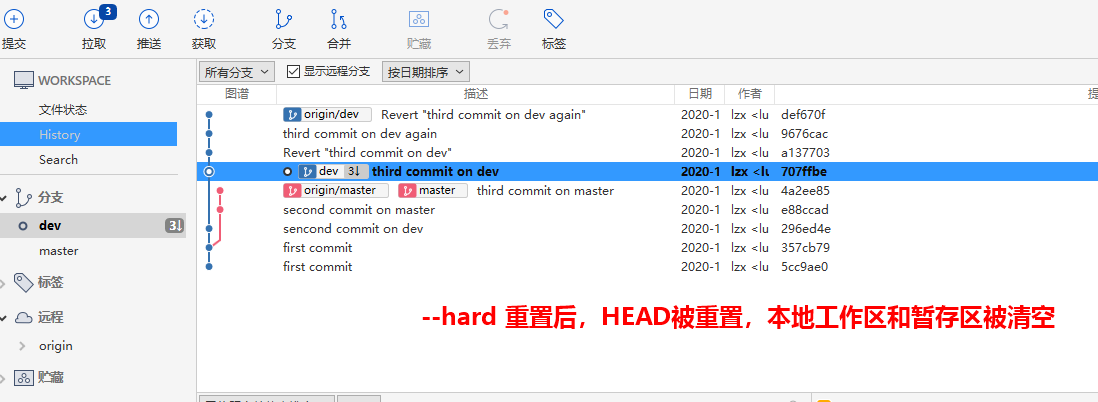 3
提交 拉取 推送 获取 分支 合并 贮藏 丢弃 标签
WORKSPACE
文件状态
History
Search
分支
dev 3↓
master
标签
远程
origin
贮藏
所有分支 显示远程分支 按日期排序
图谱 描述 日期 作者 提
origin/dev Revert "third commit on dev again" 2020-1 lzx <lu def670f
third commit on dev again 2020-1 lzx <lu 9676cac
Revert "third commit on dev" 2020-1 lzx <lu a137703
dev 3↓ third commit on dev 2020-1 lzx <lu 707ffbe
origin/master master third commit on master 2020-1 lzx <lu 4a2ee85
second commit on master 2020-1 lzx <lu e88ccad
sencond commit on dev 2020-1 lzx <lu 296ed4e
first commit 2020-1 lzx <lu 357cb79
first commit 2020-1 lzx <lu 5cc9ae0
--hard 重置后，HEAD被重置，本地工作区和暂存区被清空